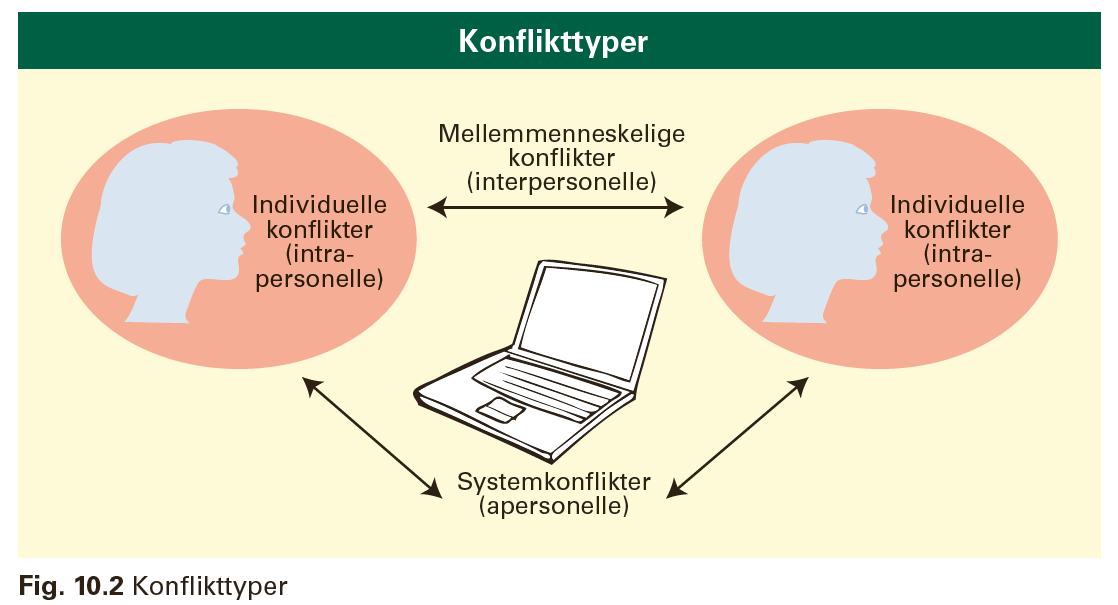 Konflikttyper
Mellemmenneskelige
konflikter
(interpersonelle)
Individuelle
konflikter
(intra-
personelle)
Individuelle
konflikter
(intra-
personelle)
Systemkonflikter
(apersonelle)
Fig. 10.2 Konflikttyper